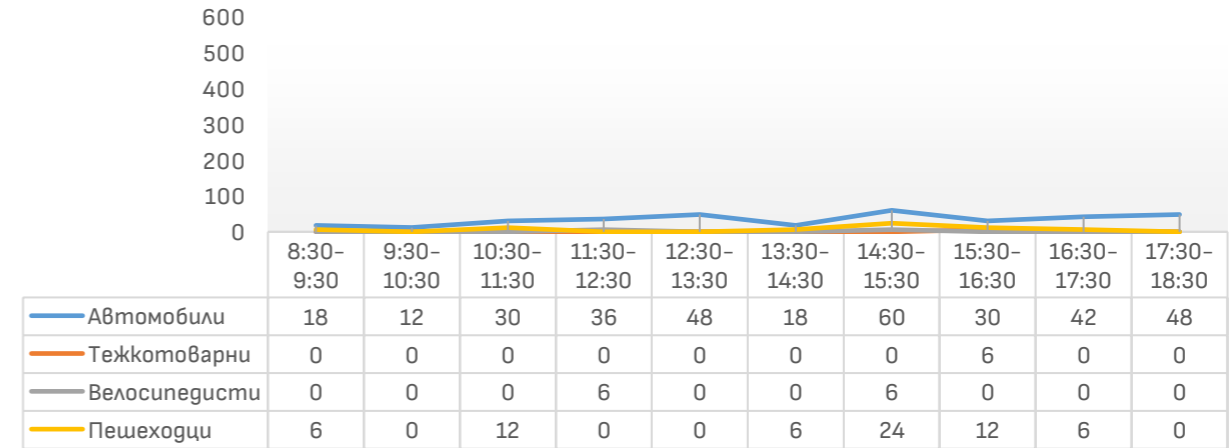 600
500
400
300
200
100
0
8:30- 9:30- 10:30- 11:30- 12:30- 13:30- 14:30- 15:30- 16:30- 17:30-
9:30 10:30 11:30 12:30 13:30 14:30 15:30 16:30 17:30 18:30
Автомобили 18 12 30 36 48 18 60 30 42 48
Тежкотоварни 0 0 0 0 0 0 0 6 0 0
Велосипедисти 0 0 0 6 0 0 6 0 0 0
Пешеходци 6 0 12 0 0 6 24 12 6 0